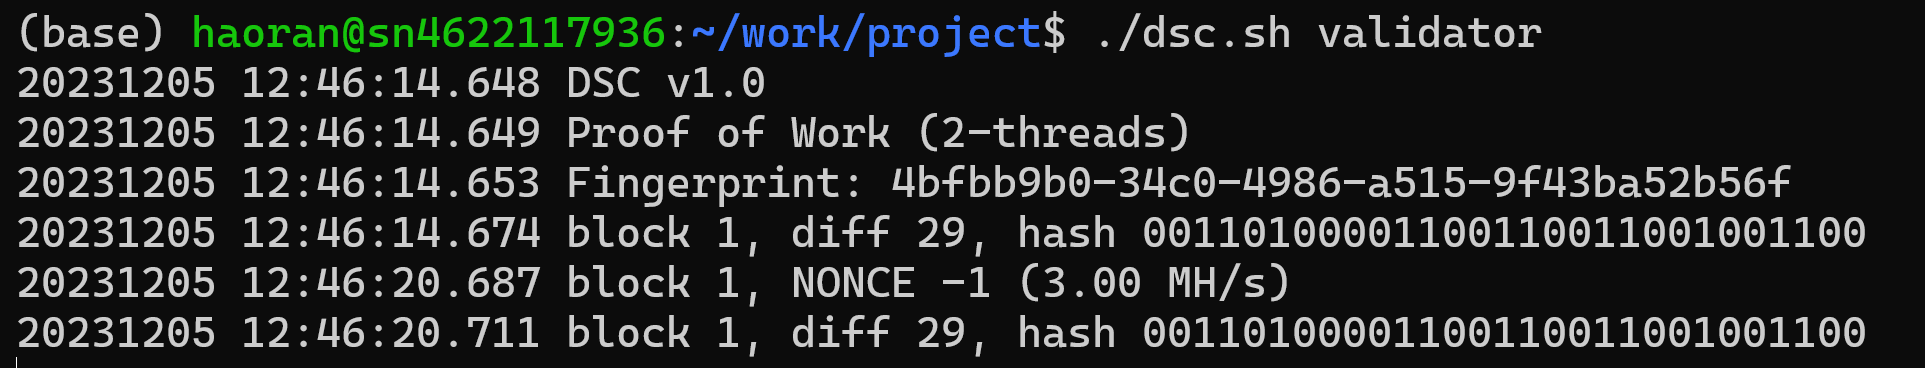 (base) haoran@sn4622117936:~/work/project$ ./dsc.sh validator
20231205 12:46:14.648 DSC v1.0
20231205 12:46:14.649 Proof of Work (2-threads)
20231205 12:46:14.653 Fingerprint: 4bfbb9b0-34c0-4986-a515-9f43ba52b56f
20231205 12:46:14.674 block 1, diff 29, hash 00110100001100110011001001100
20231205 12:46:20.687 block 1, NONCE -1 (3.00 MH/s)
20231205 12:46:20.711 block 1, diff 29, hash 00110100001100110011001001100